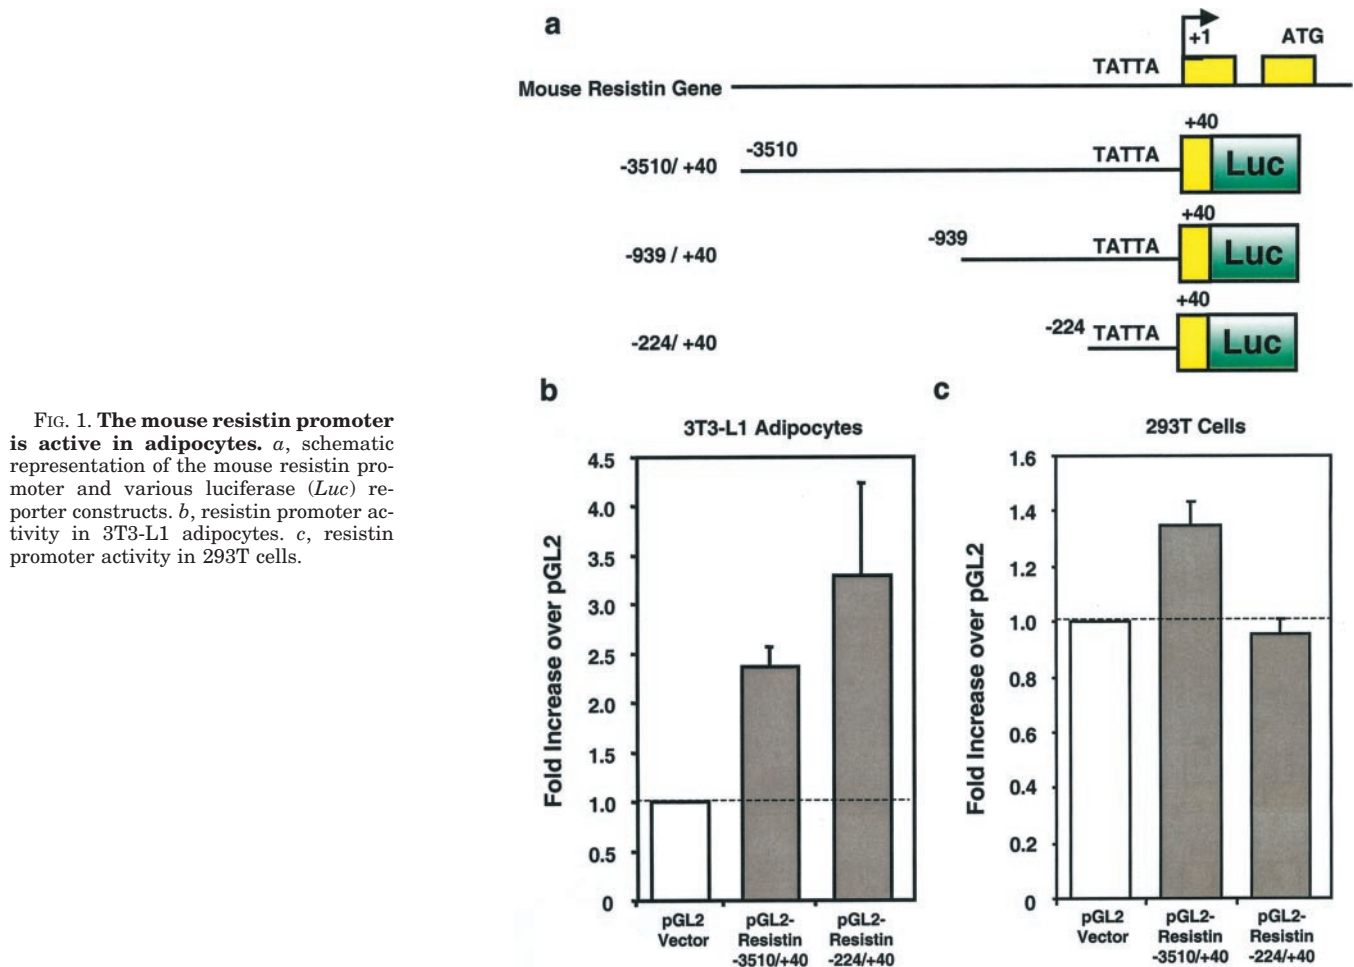 a
+1
ATG
TATTA
Mouse Resistin Gene
+40
-3510/ +40
-3510
TATTA
Luc
+40
-939 / +40
-939
TATTA
Luc
+40
-224/ +40
-224
TATTA
Luc
FIG. 1. The mouse resistin promoter
is active in adipocytes. a, schematic
representation of the mouse resistin pro-
moter and various luciferase (Luc) re-
porter constructs. b, resistin promoter ac-
tivity in 3T3-L1 adipocytes. c, resistin
promoter activity in 293T cells.
b
3T3-L1 Adipocytes
Fold Increase over pGL2
4.5
4.0
3.5
3.0
2.5
2.0
1.5
1.0
0.5
0
pGL2
Vector
pGL2-
Resistin
-3510/+40
pGL2-
Resistin
-224/+40
c
293T Cells
Fold Increase over pGL2
1.6
1.4
1.2
1.0
0.8
0.6
0.4
0.2
0
pGL2
Vector
pGL2-
Resistin
-3510/+40
pGL2-
Resistin
-224/+40